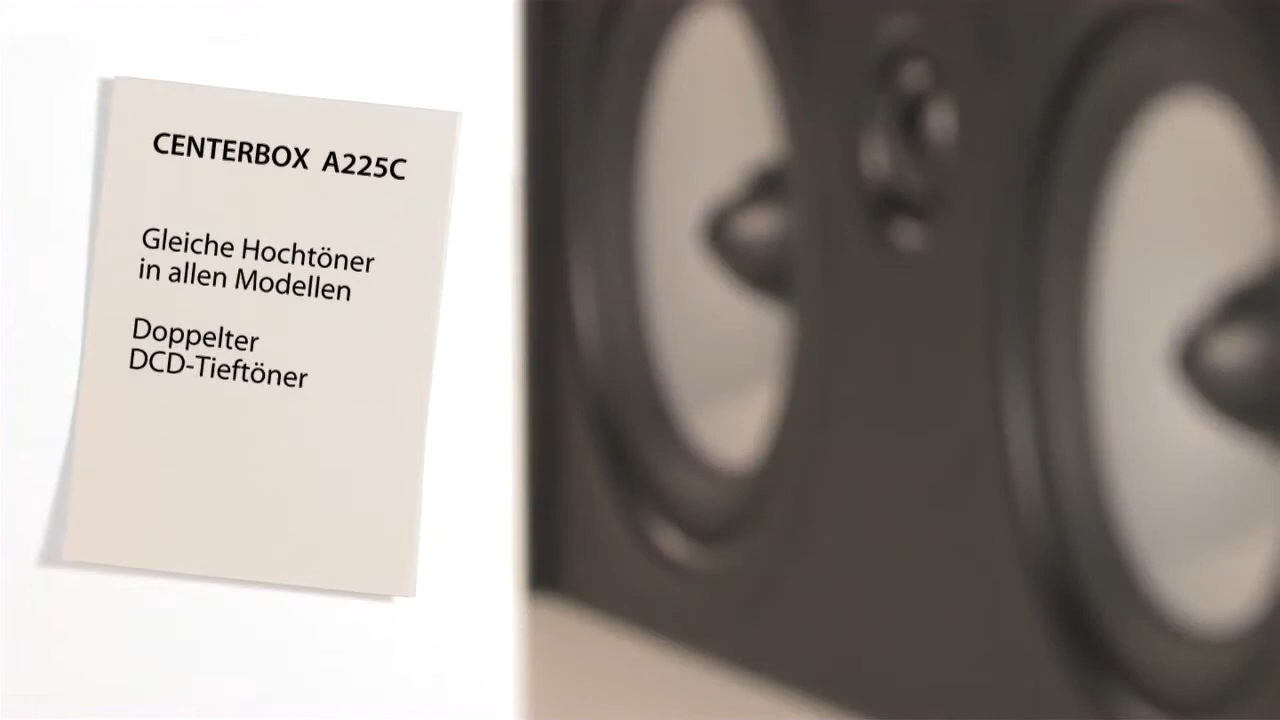 CENTERBOX A225C
Gleiche Hochtöner
in allen Modellen
Doppelter
DCD-Tieftöner